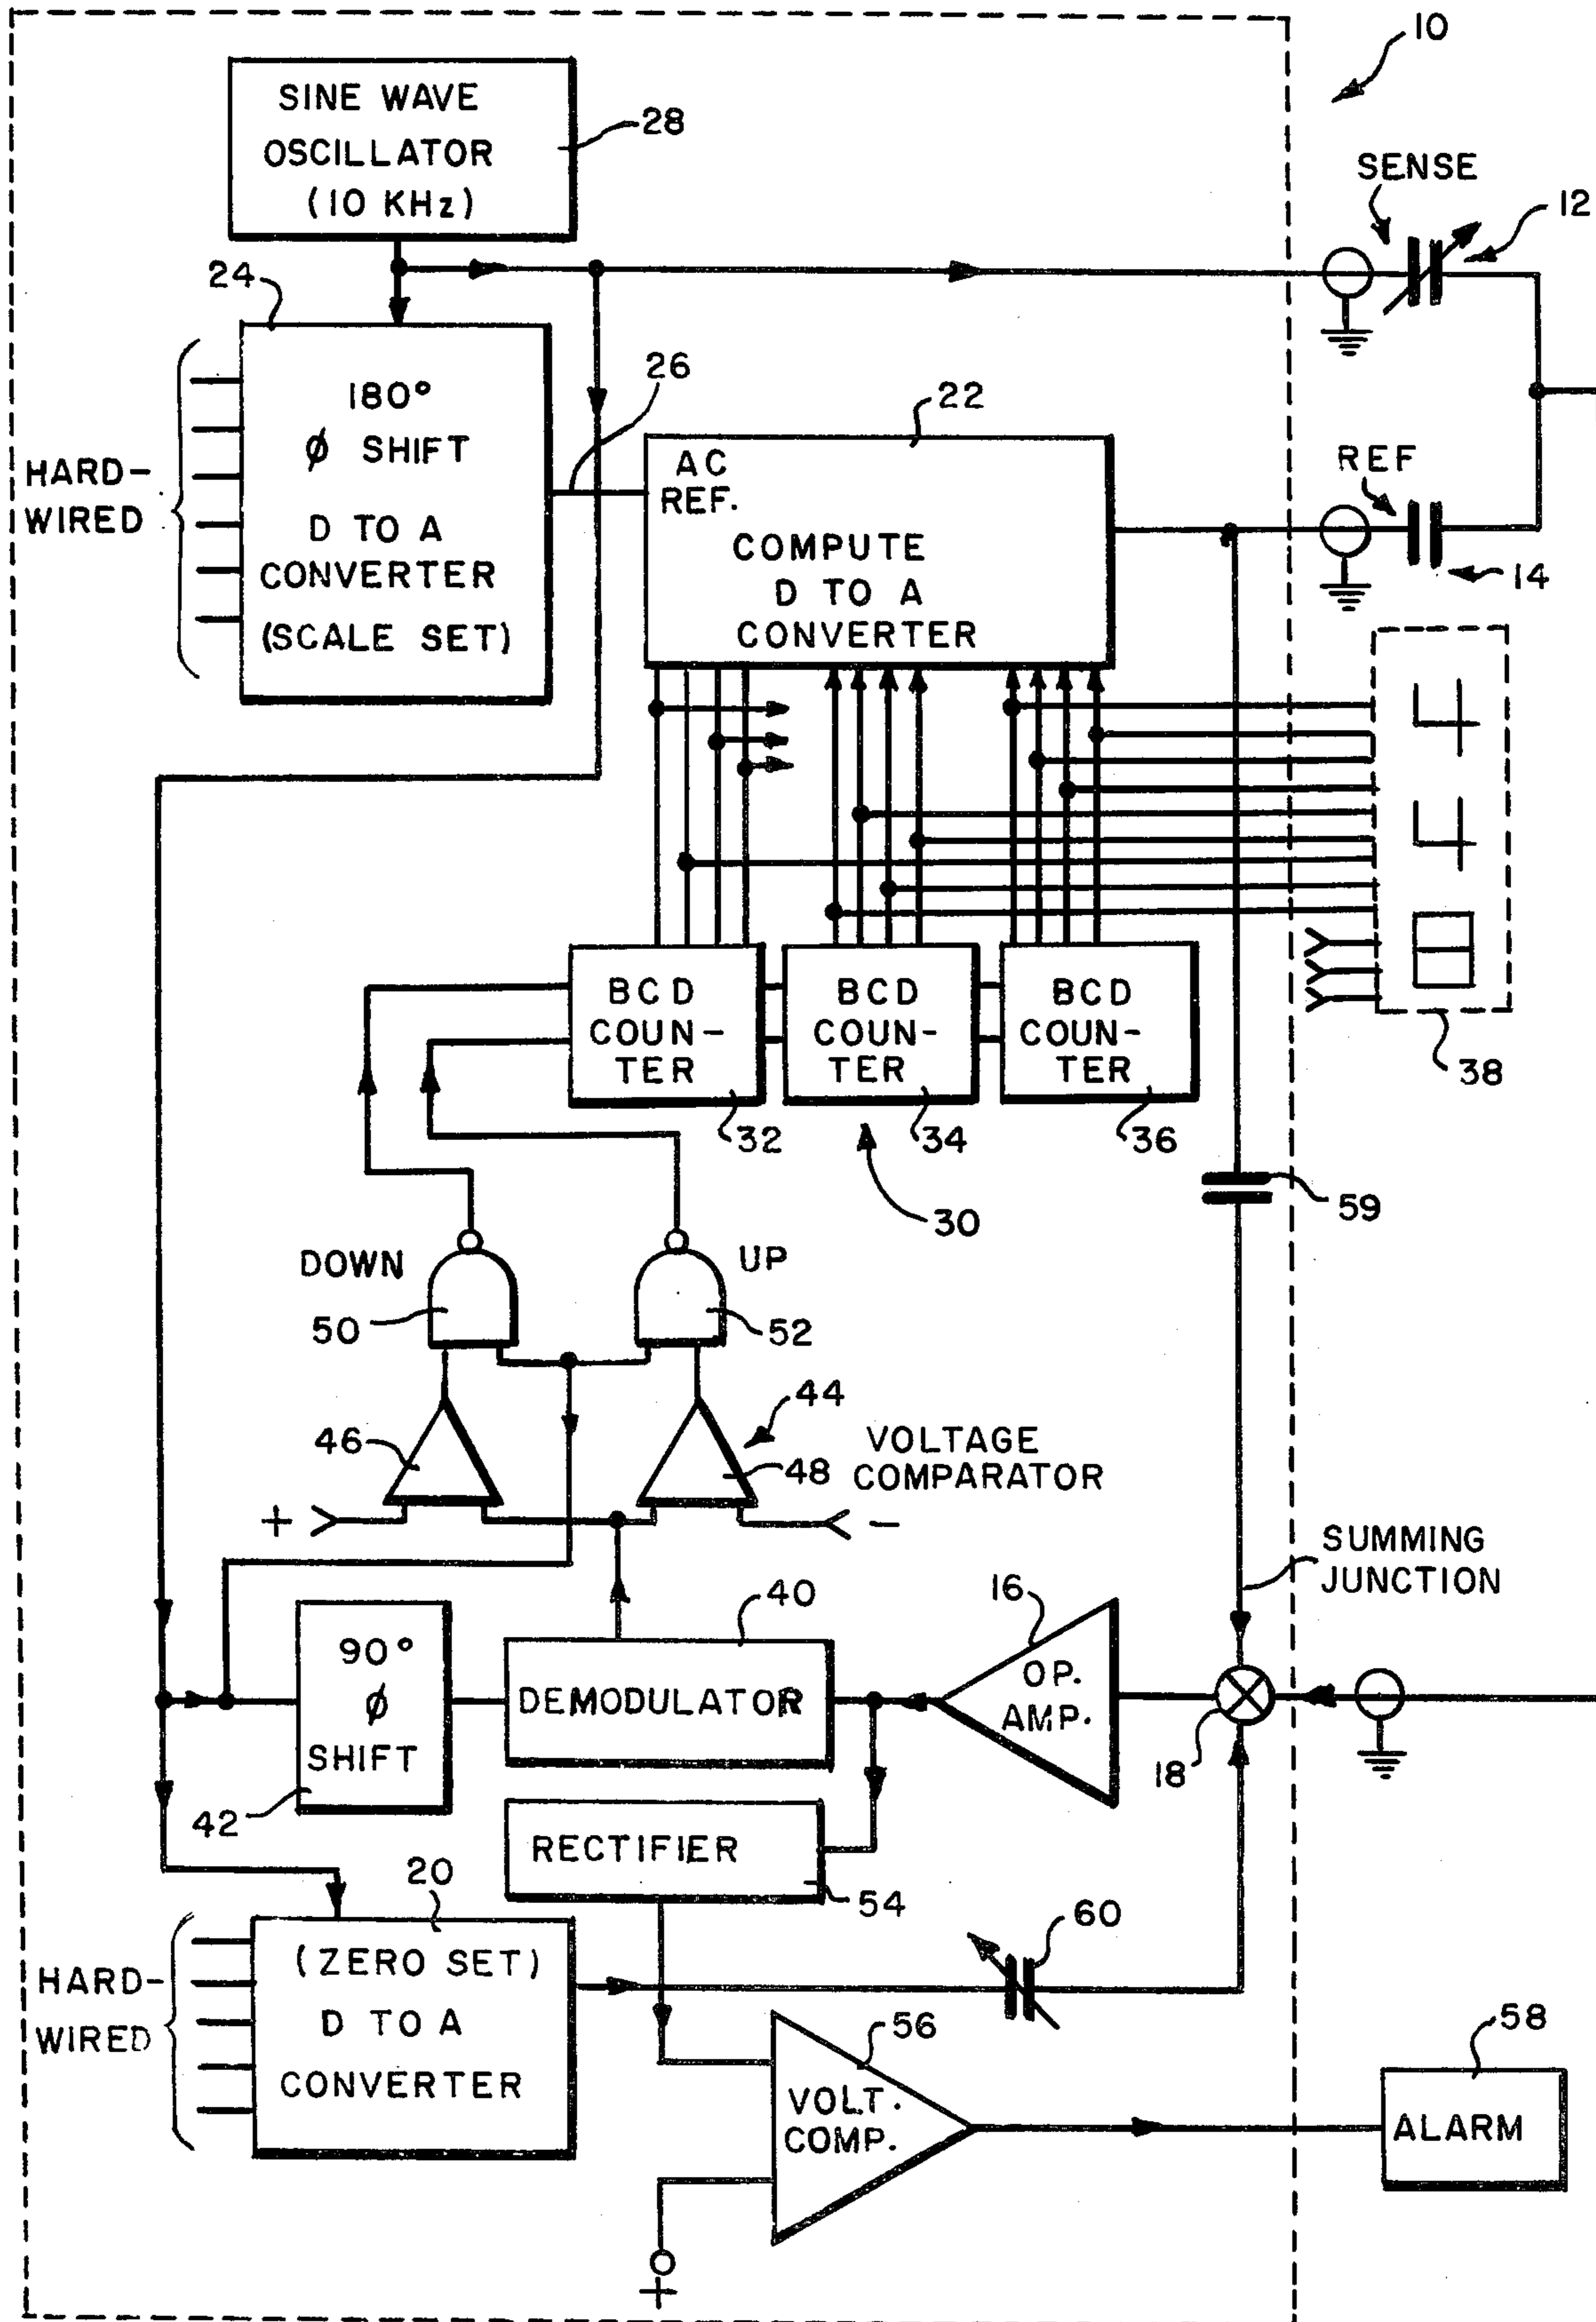 10
SINE WAVE
OSCILLATOR
(10 KHz)
28
SENSE
12
24
26
180°
ϕ SHIFT
D TO A
CONVERTER
(SCALE SET)
HARD-
WIRED
22
AC
REF.
COMPUTE
D TO A
CONVERTER
REF
14
448
38
BCD
COUN-
TER
32
BCD
COUN-
TER
34
BCD
COUN-
TER
36
30
59
DOWN
50
UP
52
44
46
48
VOLTAGE
COMPARATOR
+
-
SUMMING
JUNCTION
90°
ϕ
SHIFT
42
40
DEMODULATOR
16
OP.
AMP.
18
RECTIFIER
54
20
(ZERO SET)
D TO A
CONVERTER
HARD-
WIRED
60
56
VOLT.
COMP.
+
58
ALARM